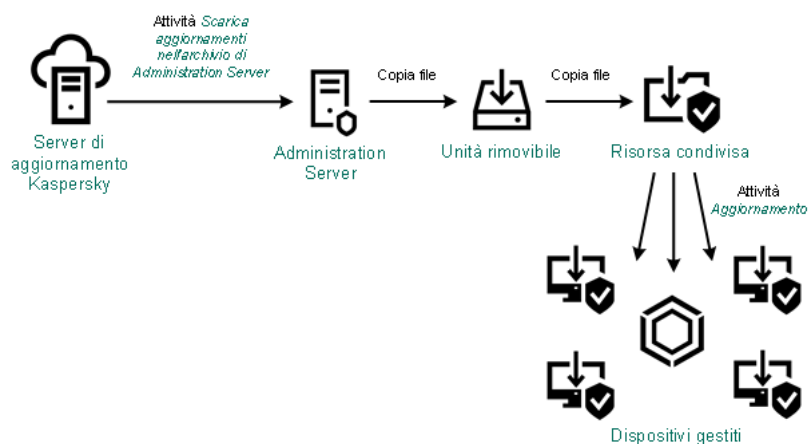 Attività Scarica
aggiornamenti
nell'archivio di
Administration Server
Copia file
Copia file
Server di
aggiornamento
Kaspersky
Administration
Server
Unità rimovibile
Risorsa condivisa
Attività
Aggiornamento
Dispositivi gestiti